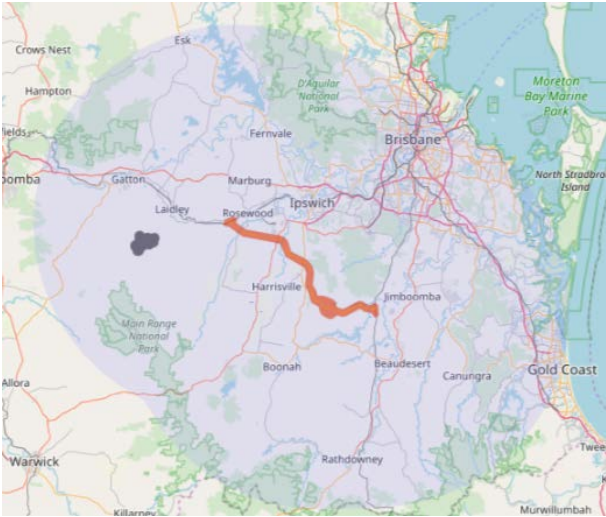 Esk
Crows Nest
D'Aguilar
National
Park
Moreton
Bay Marine
Park
Hampton
Fernvale
Brisbane
North Stradbro
Island
Gatton
Marburg
Laidley
Rosewood
Ipswich
Harrisville
Jimboomba
Main Range
National
Park
Boonah
Beaudesert
Canungra
Gold Coast
Allora
Warwick
Rathdowney
Killarney
Murwillumbah
oomba
ields
Twee